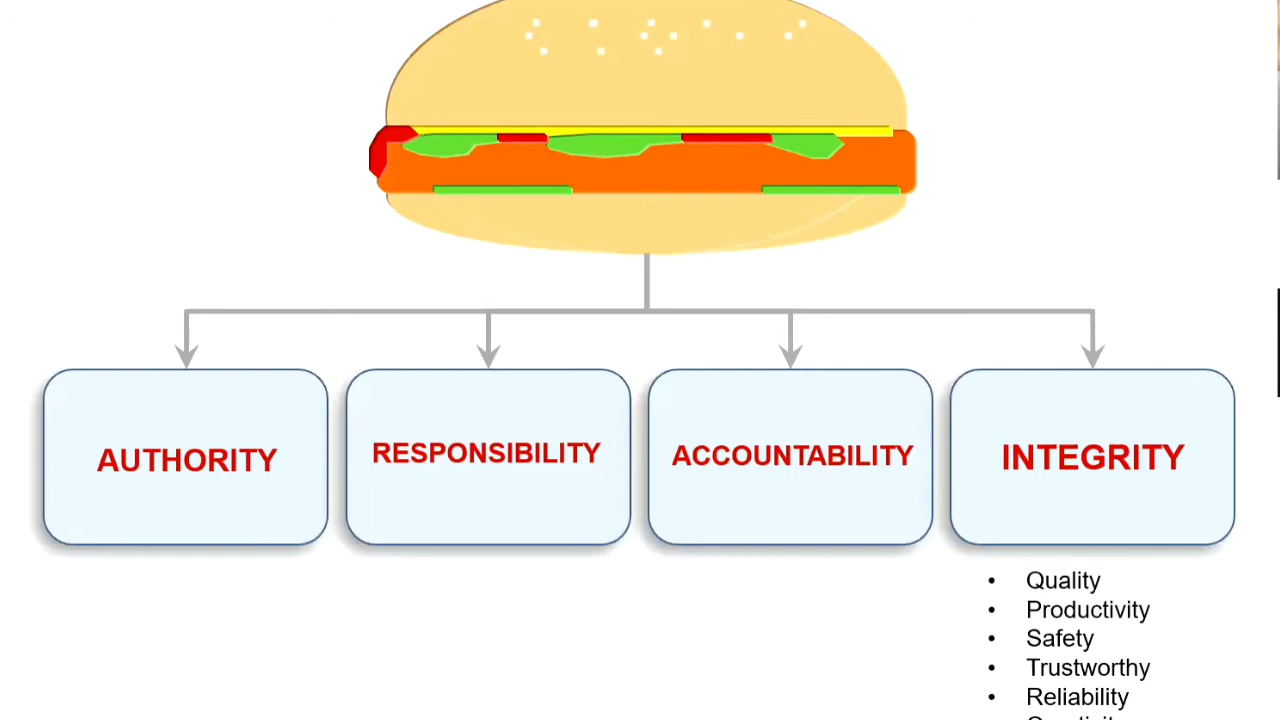 AUTHORITY
RESPONSIBILITY
ACCOUNTABILITY
INTEGRITY
• Quality
• Productivity
• Safety
• Trustworthy
• Reliability